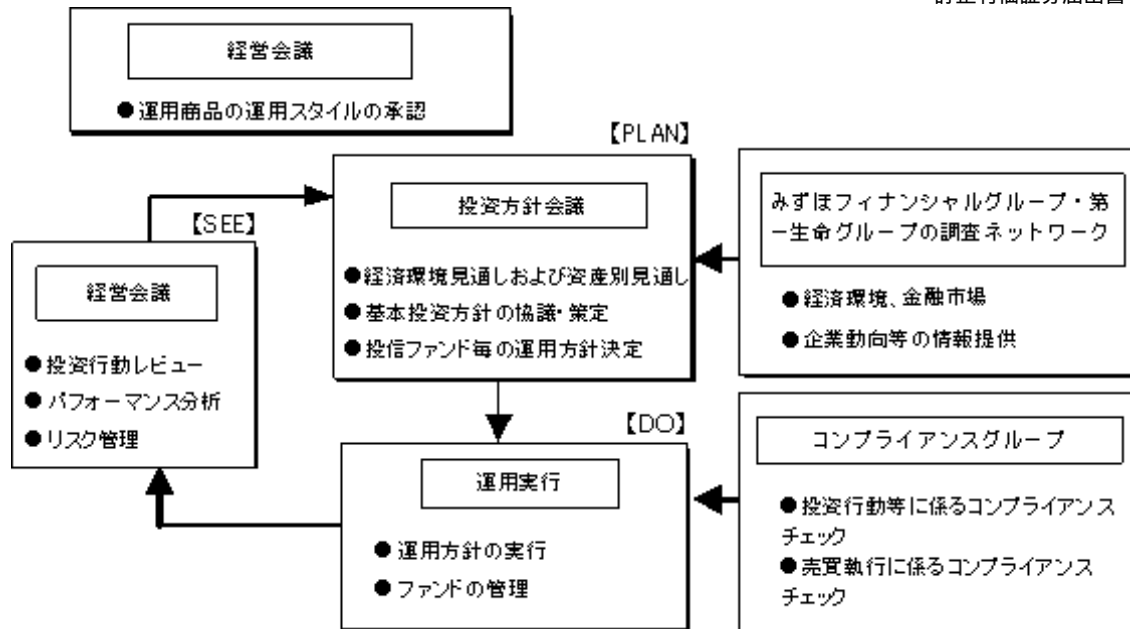 経営会議
●運用商品の運用スタイルの承認
【PLAN】
投資方針会議
●経済環境見通しおよび資産別見通し
●基本投資方針の協議・策定
●投信ファンド毎の運用方針決定
みずほフィナンシャルグループ・第
一生命グループの調査ネットワーク
●経済環境、金融市場
●企業動向等の情報提供
【SEE】
経営会議
●投資行動レビュー
●パフォーマンス分析
●リスク管理
【DO】
運用実行
●運用方針の実行
●ファンドの管理
コンプライアンスグループ
●投資行動等に係るコンプライアンス
チェック
●売買執行に係るコンプライアンス
チェック